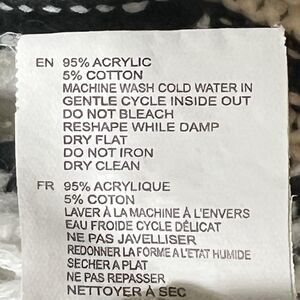 EN 95% ACRYLIC
5% COTTON
MACHINE WASH COLD WATER IN
GENTLE CYCLE INSIDE OUT
DO NOT BLEACH
RESHAPE WHILE DAMP
DRY FLAT
DO NOT IRON
DRY CLEAN
FR 95% ACRYLIQUE
5% COTON
LAVER À LA MACHINE À L'ENVERS
EAU FROIDE CYCLE DÉLICAT
NE PAS JAVELLISER
REDONNER LA FORME A L'ETAT HUMIDE
SECHER A PLAT
NE PAS REPASSER
NETTOYER À SEC